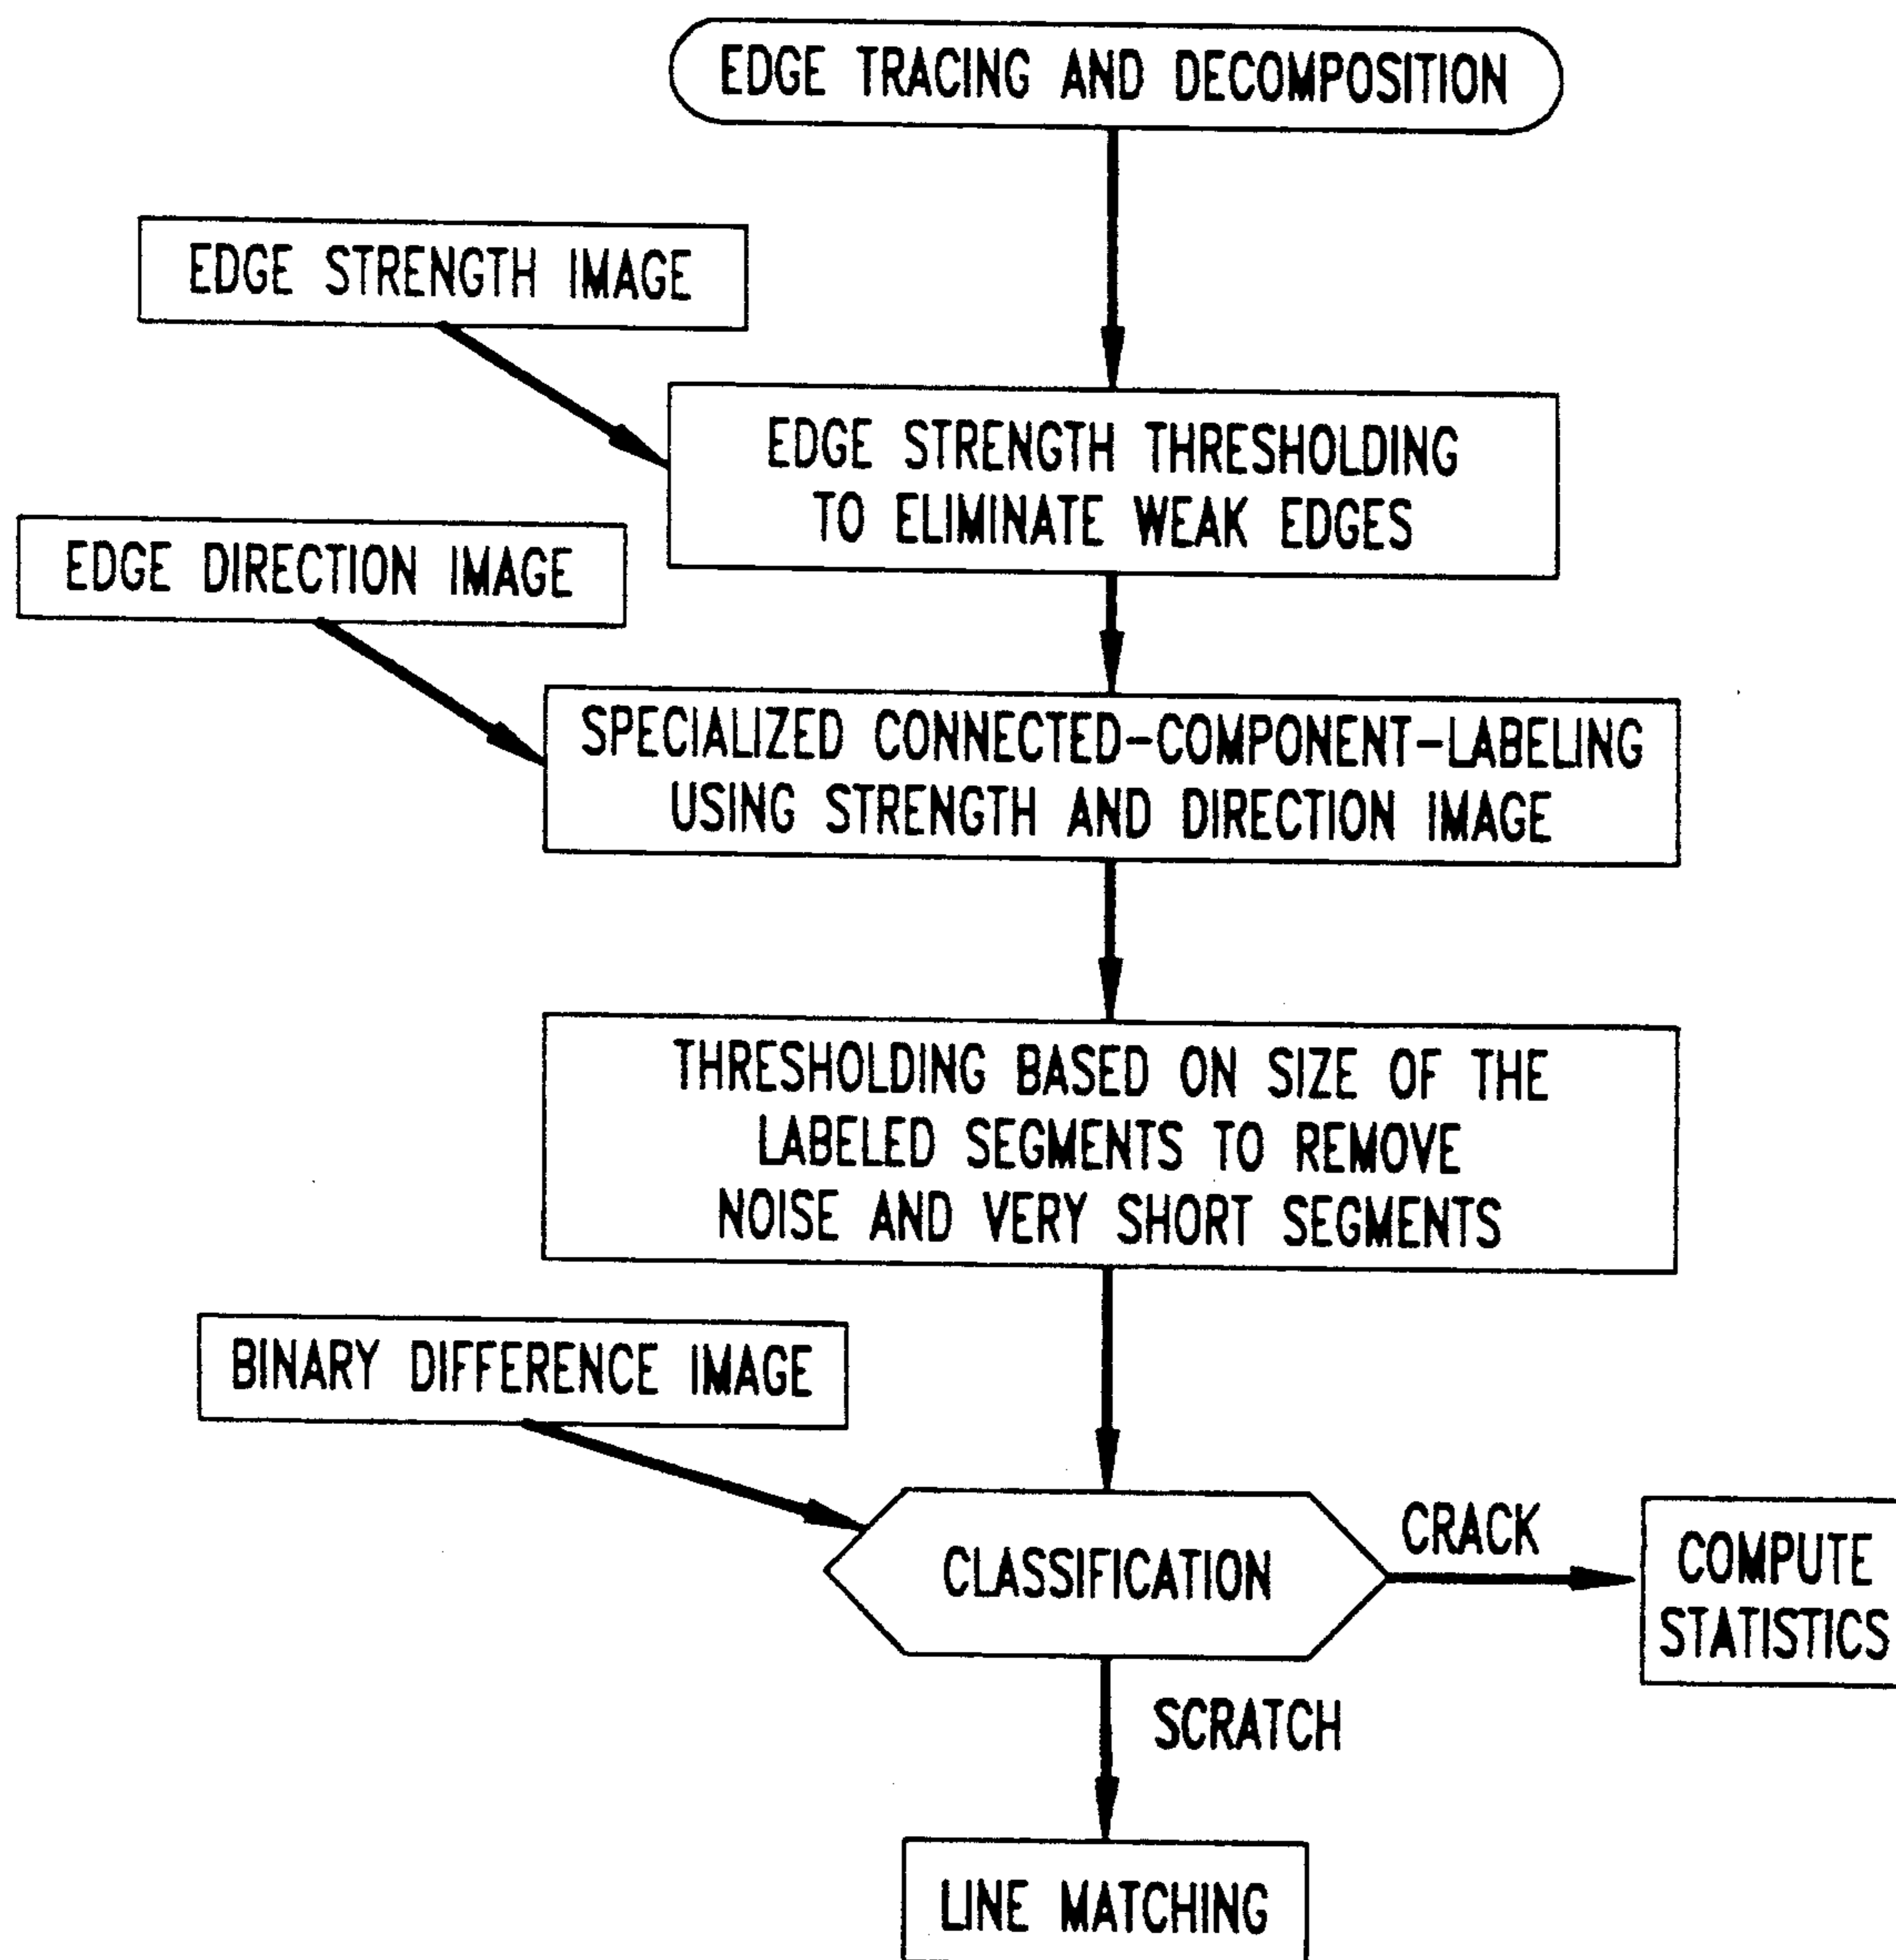 EDGE TRACING AND DECOMPOSITION
EDGE STRENGTH IMAGE
EDGE STRENGTH THRESHOLDING
TO ELIMINATE WEAK EDGES
EDGE DIRECTION IMAGE
SPECIALIZED CONNECTED-COMPONENT-LABELING
USING STRENGTH AND DIRECTION IMAGE
THRESHOLDING BASED ON SIZE OF THE
LABELED SEGMENTS TO REMOVE
NOISE AND VERY SHORT SEGMENTS
BINARY DIFFERENCE IMAGE
CLASSIFICATION
CRACK
COMPUTE
STATISTICS
SCRATCH
LINE MATCHING